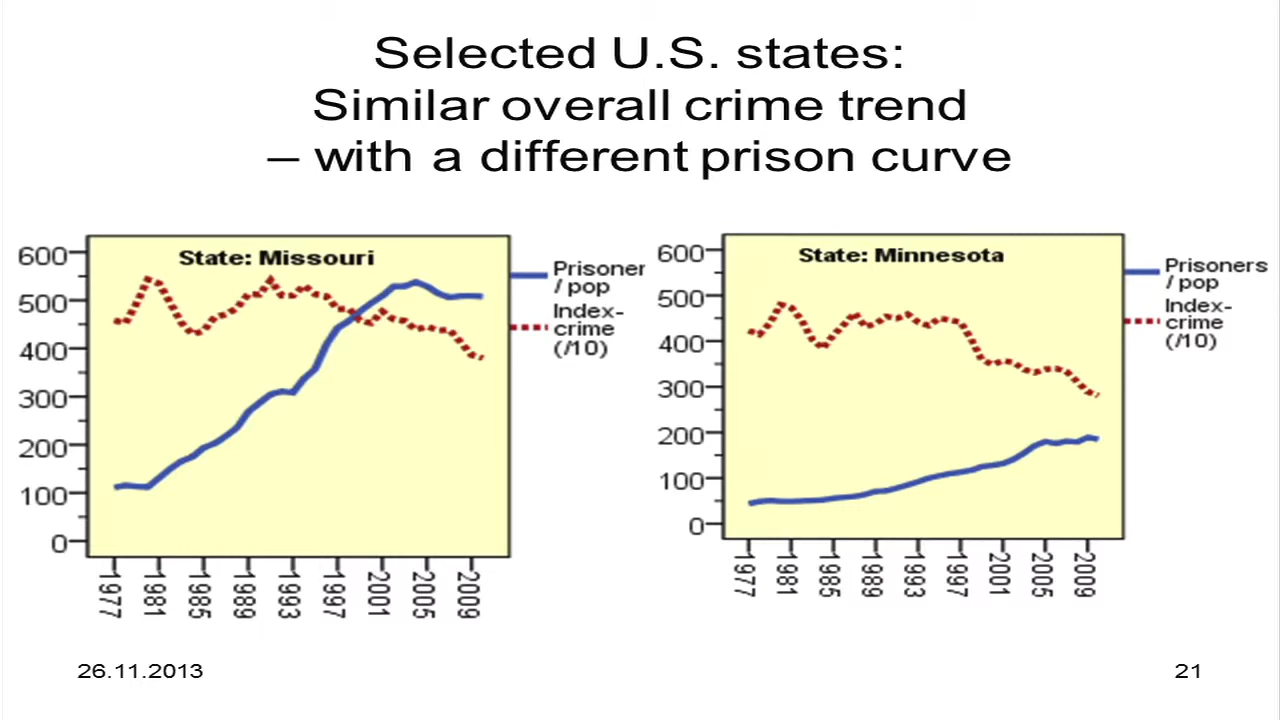 Selected U.S. states:
Similar overall crime trend
– with a different prison curve
State: Missouri
600
500
400
300
200
100
0
1977
1981
1985
1989
1993
1997
2001
2005
2009
Prisoner
/ pop
Index-
crime
(/10)
State: Minnesota
600
500
400
300
200
100
0
1977
1981
1985
1989
1993
1997
2001
2005
2009
Prisoners
/ pop
Index-
crime
(/10)
26.11.2013
21